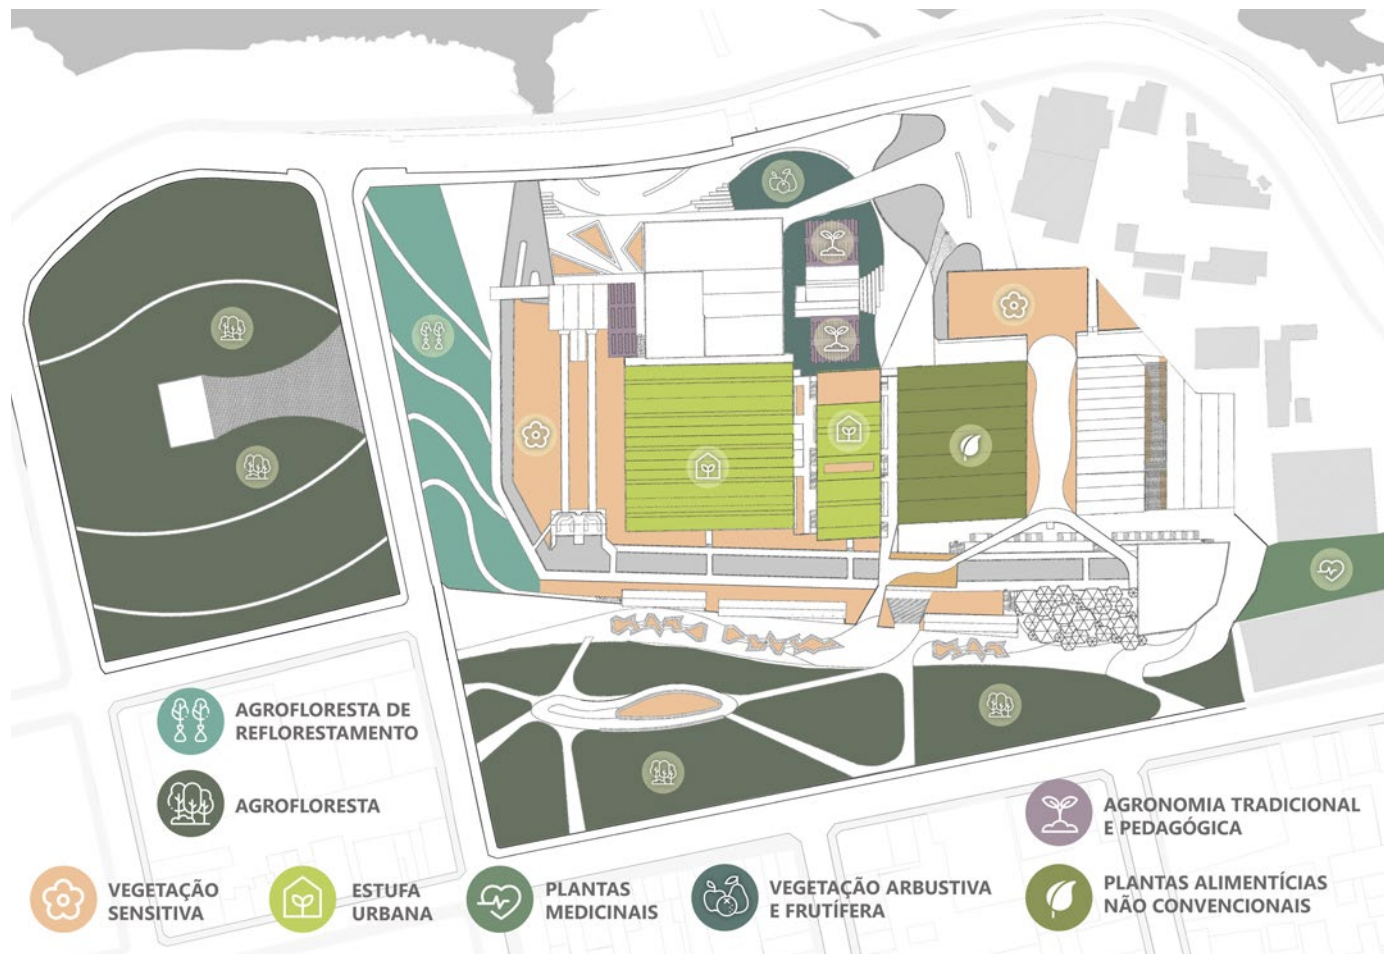 AGROFLORESTA DE
REFLORESTAMENTO
AGROFLORESTA
VEGETAÇÃO
SENSITIVA
ESTUFA
URBANA
PLANTAS
MEDICINAIS
VEGETAÇÃO ARBUSTIVA
E FRUTÍFERA
AGRONOMIA TRADICIONAL
E PEDAGÓGICA
PLANTAS ALIMENTÍCIAS
NÃO CONVENCIONAIS